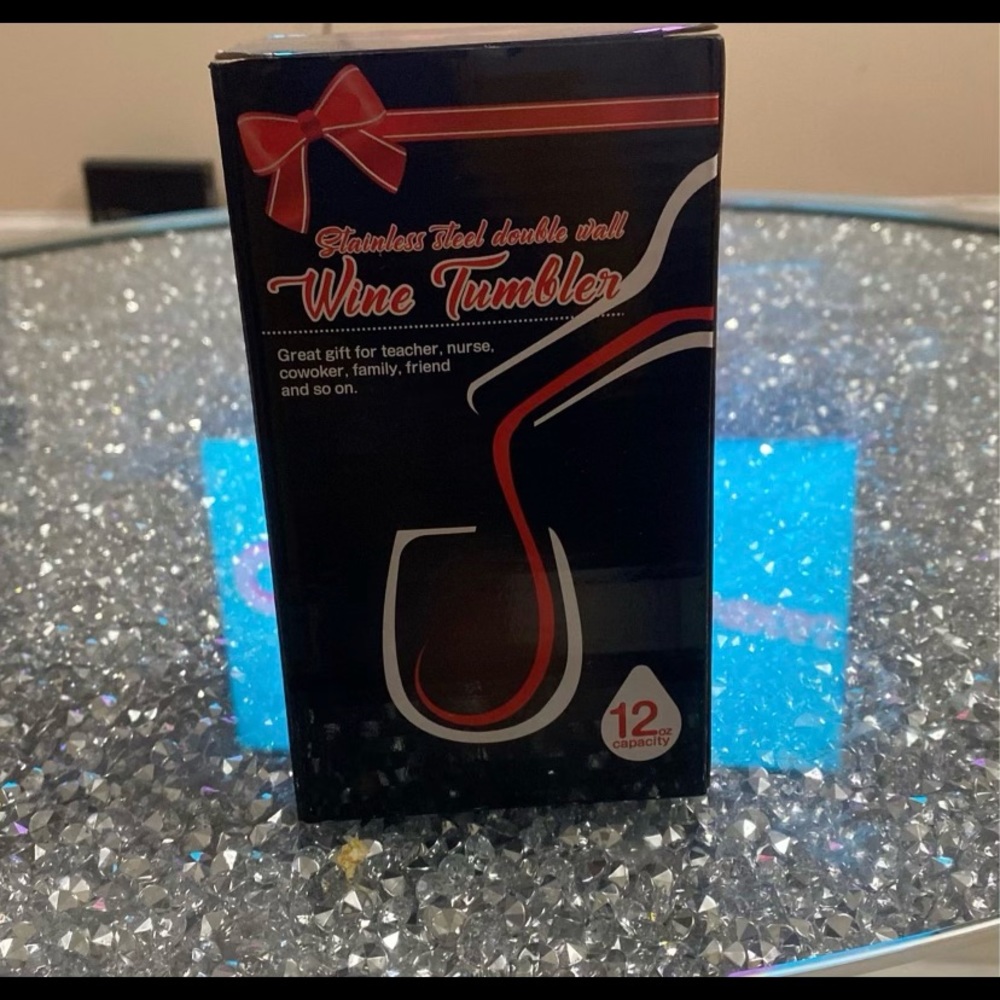 Stainless steel double wall
Wine Tumbler
Great gift for teacher, nurse,
cowoker, family, friend
and so on.
12oz
capacity